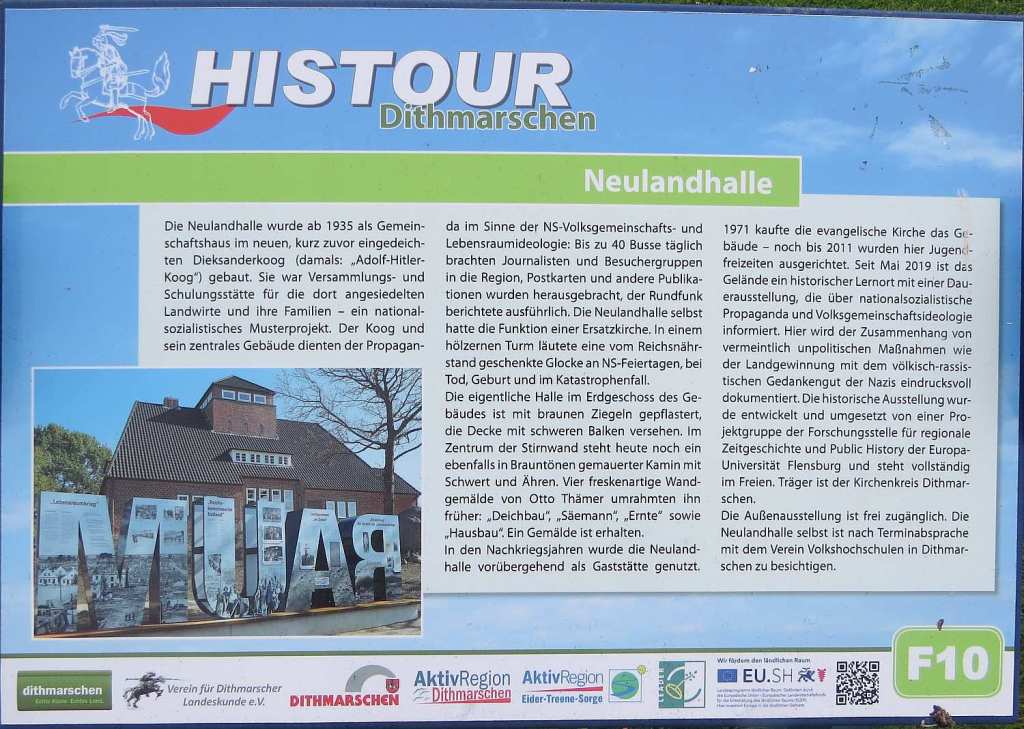 HISTOUR
Dithmarschen
Neulandhalle
Die Neulandhalle wurde ab 1935 als Gemein-
schaftshaus im neuen, kurz zuvor eingedeich-
ten Dieksanderkoog (damals: „Adolf-Hitler-
Koog“) gebaut. Sie war Versammlungs- und
Schulungsstätte für die dort angesiedelten
Landwirte und ihre Familien – ein national-
sozialistisches Musterprojekt. Der Koog und
sein zentrales Gebäude dienten der Propagan-
da im Sinne der NS-Volksgemeinschafts- und
Lebensraumideologie: Bis zu 40 Busse täglich
brachten Journalisten und Besuchergruppen
in die Region, Postkarten und andere Publika-
tionen wurden herausgebracht, der Rundfunk
berichtete ausführlich. Die Neulandhalle selbst
hatte die Funktion einer Ersatzkirche. In einem
hölzernen Turm läutete eine vom Reichsnähr-
stand geschenkte Glocke an NS-Feiertagen, bei
Tod, Geburt und im Katastrophenfall.
Die eigentliche Halle im Erdgeschoss des Ge-
bäudes ist mit braunen Ziegeln gepflastert,
die Decke mit schweren Balken versehen. Im
Zentrum der Stirnwand steht heute noch ein
ebenfalls in Brauntönen gemauerter Kamin mit
Schwert und Ähren. Vier freskenartige Wand-
gemälde von Otto Thämer umrahmten ihn
früher: „Deichbau“, „Säemann“, „Ernte“ sowie
„Hausbau“. Ein Gemälde ist erhalten.
In den Nachkriegsjahren wurde die Neuland-
halle vorübergehend als Gaststätte genutzt.
1971 kaufte die evangelische Kirche das Ge-
bäude – noch bis 2011 wurden hier Jugend-
freizeiten ausgerichtet. Seit Mai 2019 ist das
Gelände ein historischer Lernort mit einer Dau-
erausstellung, die über nationalsozialistische
Propaganda und Volksgemeinschaftsideologie
informiert. Hier wird der Zusammenhang von
vermeintlich unpolitischen Maßnahmen wie
der Landgewinnung mit dem völkisch-rassis-
tischen Gedankengut der Nazis eindrucksvoll
dokumentiert. Die historische Ausstellung wur-
de entwickelt und umgesetzt von einer Pro-
jektgruppe der Forschungsstelle für regionale
Zeitgeschichte und Public History der Europa-
Universität Flensburg und steht vollständig
im Freien. Träger ist der Kirchenkreis Dithmar-
schen.
Die Außenausstellung ist frei zugänglich. Die
Neulandhalle selbst ist nach Terminabsprache
mit dem Verein Volkshochschulen in Dithmar-
schen zu besichtigen.
„Lebensraumkrieg“
F10
dithmarschen
Echte Küste. Echtes Land.
Verein für Dithmarscher
Landeskunde e.V.
DITHMARSCHEN
AktivRegion
Dithmarschen
AktivRegion
Eider-Treene-Sorge
LEADER
Wir fördern den ländlichen Raum
EU.SH